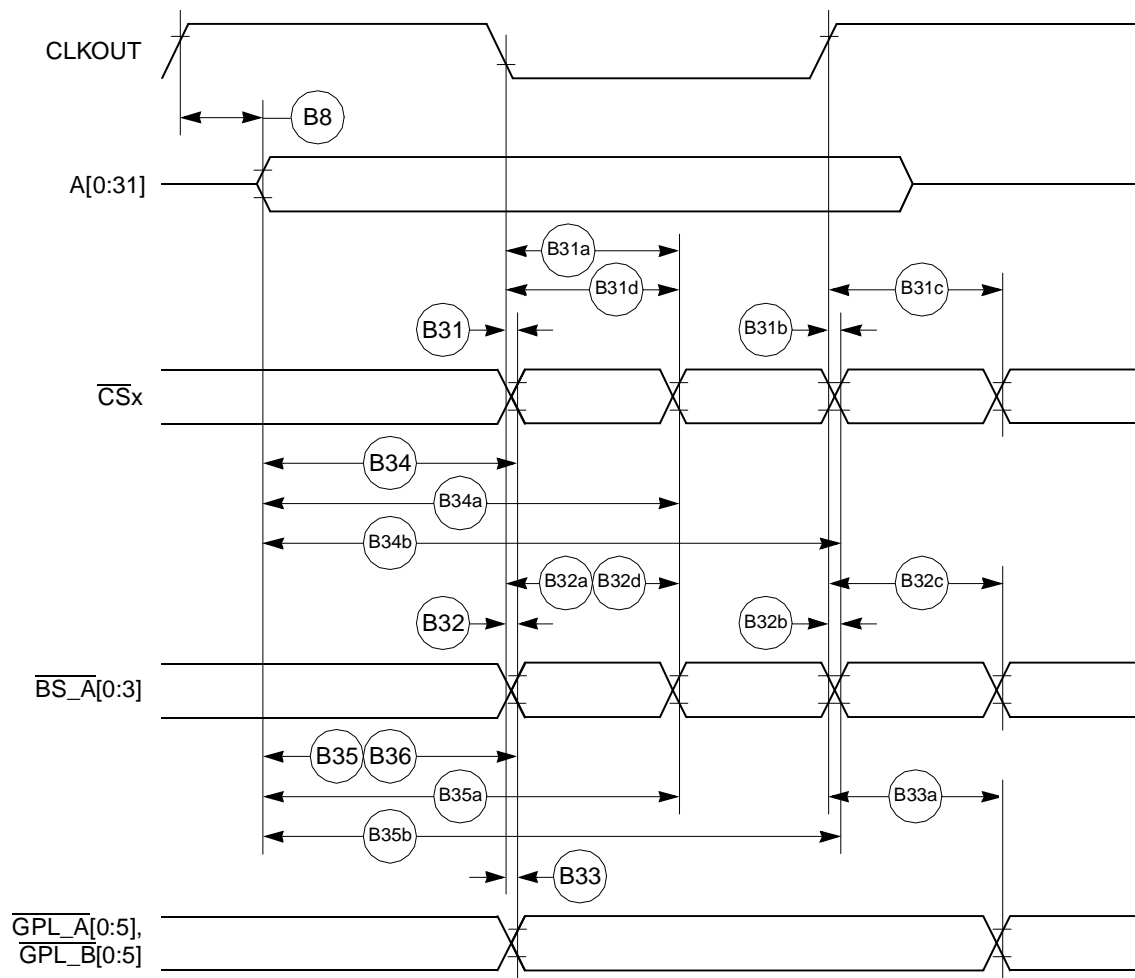 CLKOUT
B8
A[0:31]
B31a
B31d
B31c
B31
B31b
CSx
B34
B34a
B34b
B32a B32d
B32c
B32
B32b
BS_A[0:3]
B35 B36
B35a
B33a
B35b
B33
GPL_A[0:5],
GPL_B[0:5]